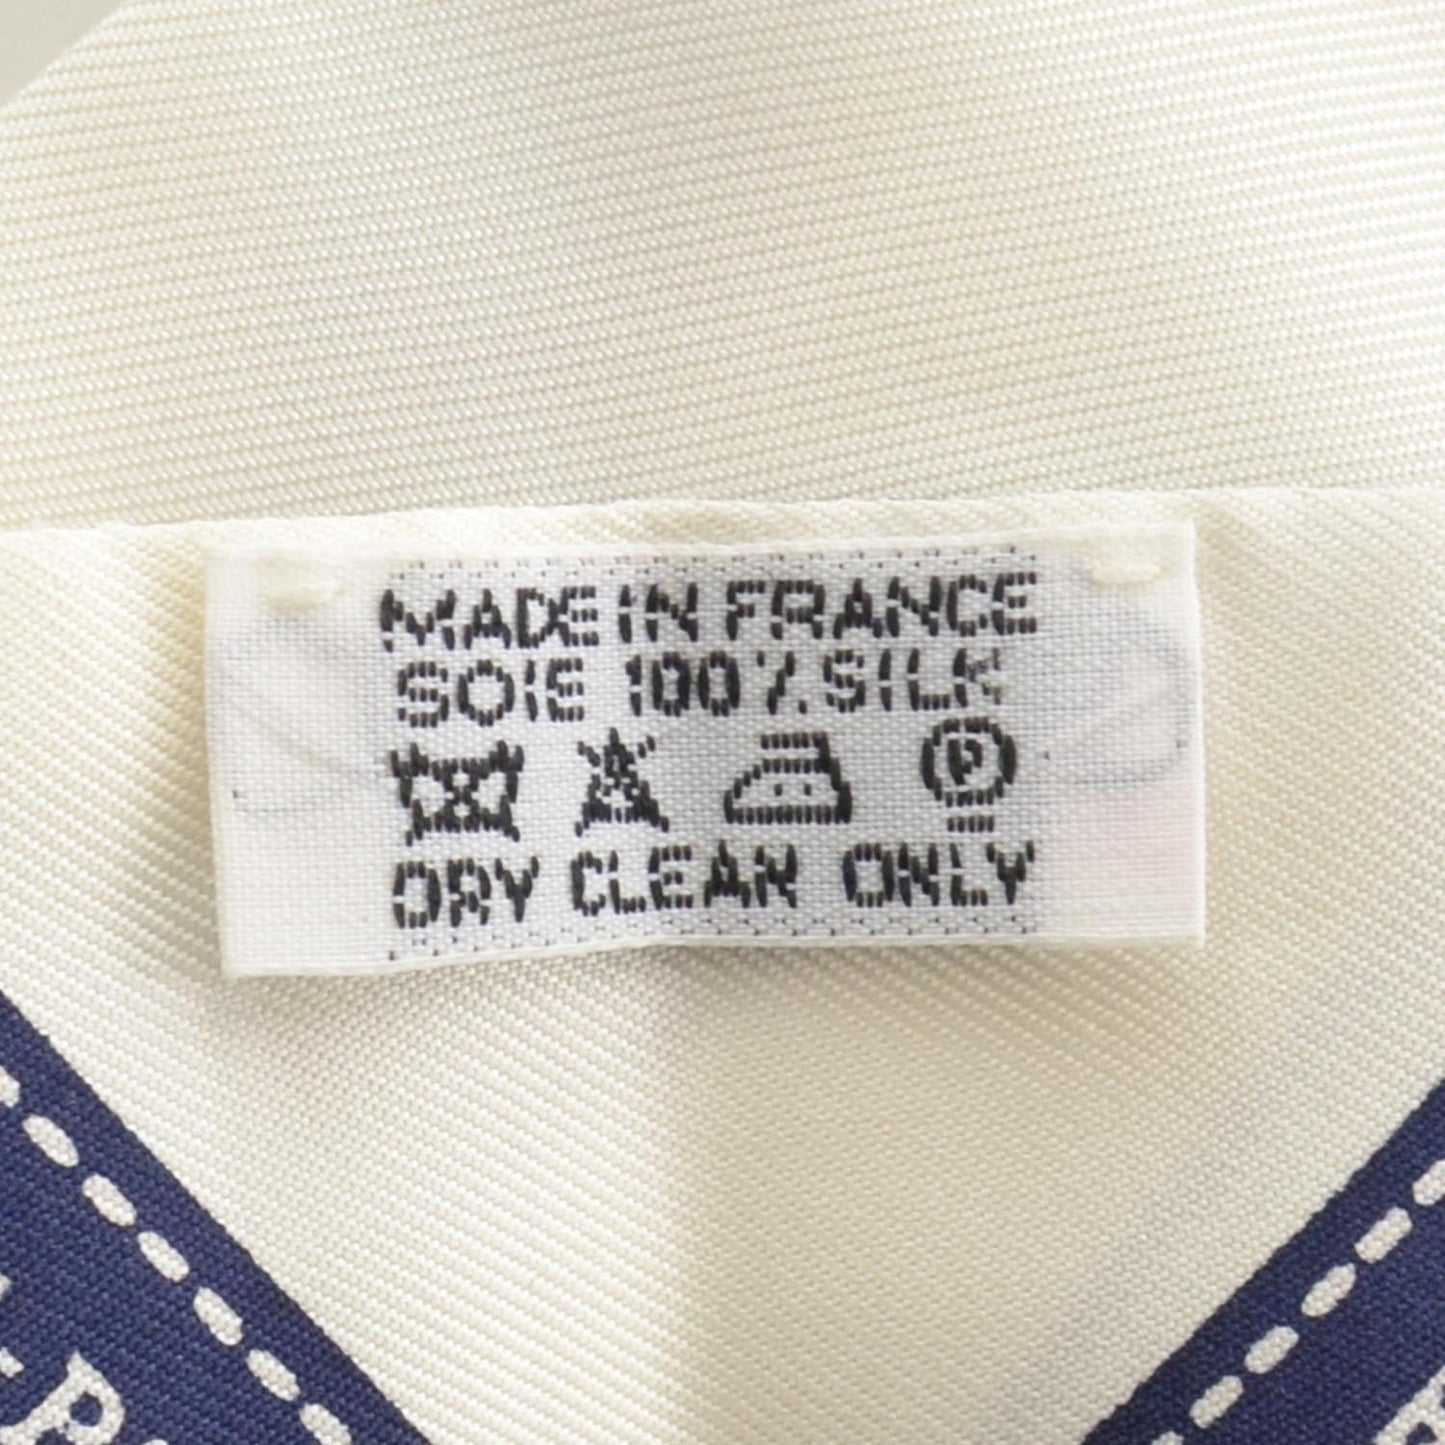 MADE IN FRANCE
SOIE 100% SILK
P
DRY CLEAN ONLY